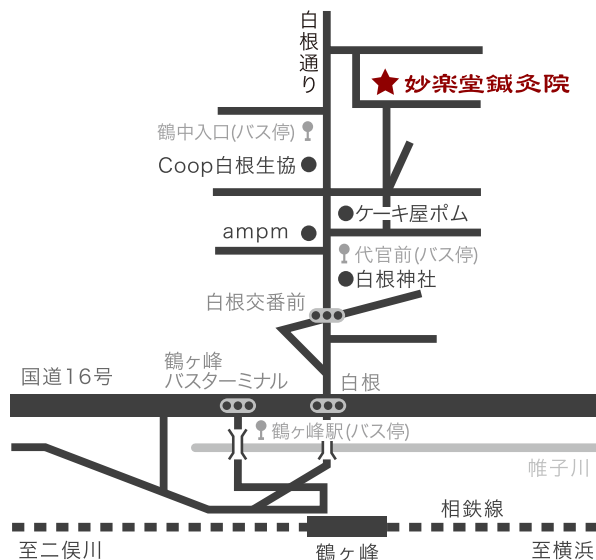 白根通り
妙楽堂鍼灸院
鶴中入口(バス停)
Coop白根生協
ケーキ屋ポム
ampm
代官前(バス停)
白根神社
白根交番前
鶴ヶ峰
バスターミナル
白根
国道16号
鶴ヶ峰駅(バス停)
帷子川
相鉄線
至二俣川
鶴ヶ峰
至横浜